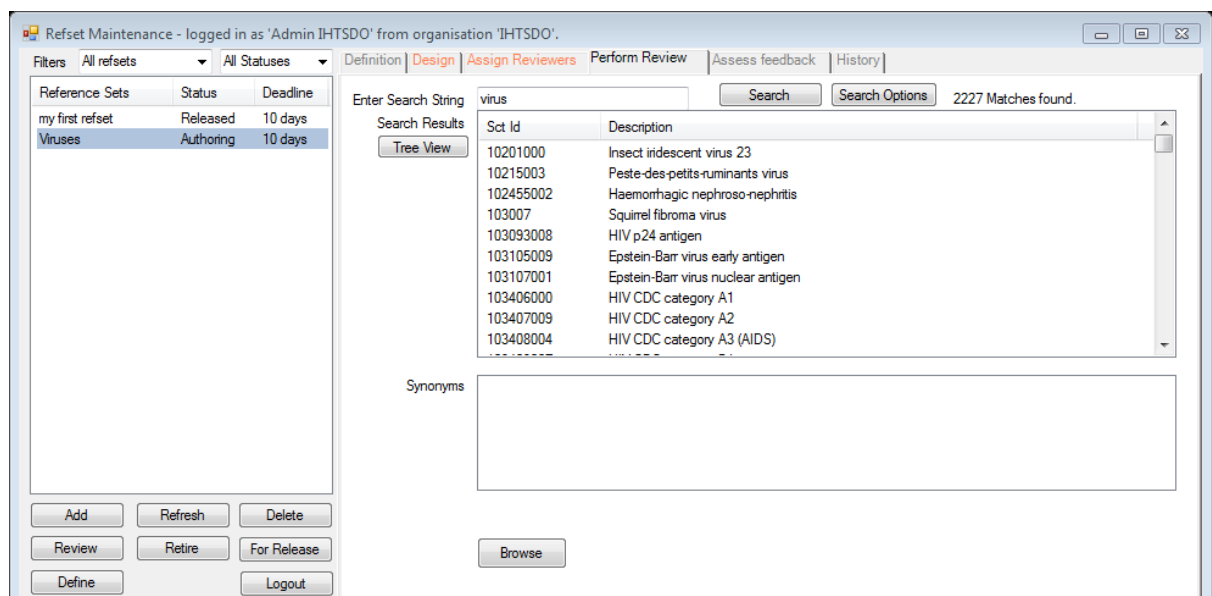 Refset Maintenance - logged in as 'Admin IHTSDO' from organisation 'IHTSDO'.
Filters All refsets All Statuses
Definition Design Assign Reviewers Perform Review Assess feedback History
Reference Sets Status Deadline
my first refset Released 10 days
Viruses Authoring 10 days
Enter Search String virus Search Search Options 2227 Matches found.
Search Results
Tree View
Sct Id Description
10201000 Insect iridescent virus 23
10215003 Peste-des-petits-ruminants virus
102455002 Haemorrhagic nephroso-nephritis
103007 Squirrel fibroma virus
103093008 HIV p24 antigen
103105009 Epstein-Barr virus early antigen
103107001 Epstein-Barr virus nuclear antigen
103406000 HIV CDC category A1
103407009 HIV CDC category A2
103408004 HIV CDC category A3 (AIDS)
Synonyms
Add Refresh Delete
Review Retire For Release
Define Logout
Browse